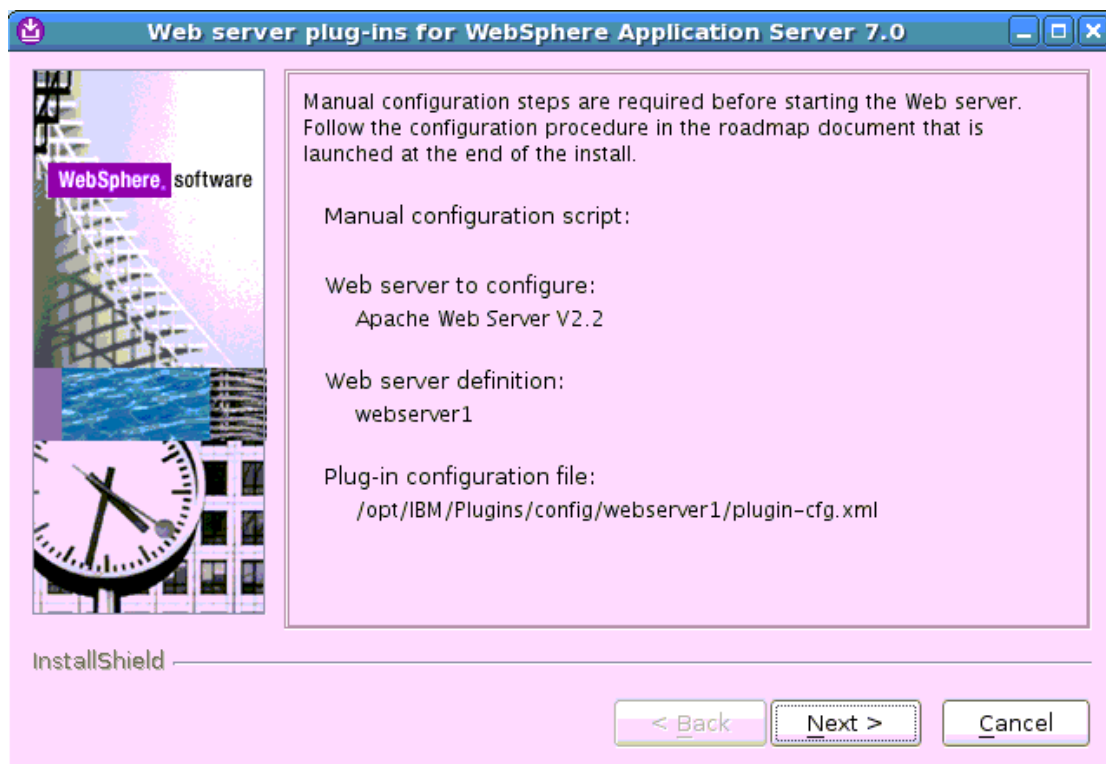 Web server plug-ins for WebSphere Application Server 7.0
WebSphere. software
Manual configuration steps are required before starting the Web server.
Follow the configuration procedure in the roadmap document that is
launched at the end of the install.
Manual configuration script:
Web server to configure:
Apache Web Server V2.2
Web server definition:
webserver1
Plug-in configuration file:
/opt/IBM/Plugins/config/webserver1/plugin-cfg.xml
InstallShield
< Back
Next >
Cancel